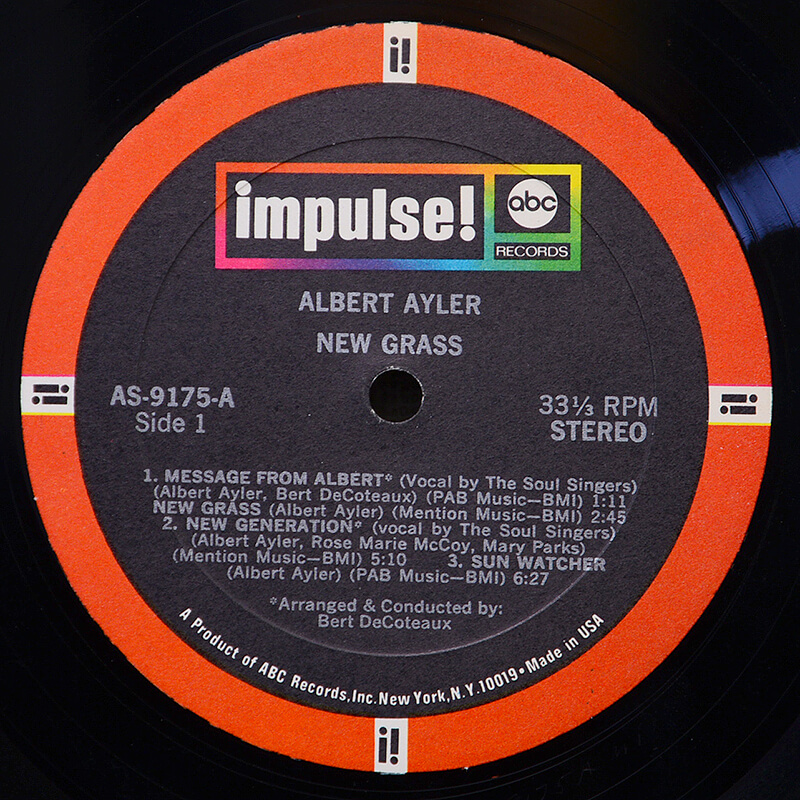 i!
impulse!
abc
RECORDS
ALBERT AYLER
NEW GRASS
i!
AS-9175-A
Side 1
33⅓ RPM
STEREO
i!
1. MESSAGE FROM ALBERT* (Vocal by The Soul Singers)
(Albert Ayler, Bert DeCoteaux) (PAB Music—BMI) 1:11
NEW GRASS (Albert Ayler) (Mention Music—BMI) 2:45
2. NEW GENERATION* (vocal by The Soul Singers)
(Albert Ayler, Rose Marie McCoy, Mary Parks)
(Mention Music—BMI) 5:10 3. SUN WATCHER
(Albert Ayler) (PAB Music—BMI) 6:27
*Arranged & Conducted by:
Bert DeCoteaux
A Product of ABC Records, Inc. New York, N.Y. 10019 • Made in USA
i!